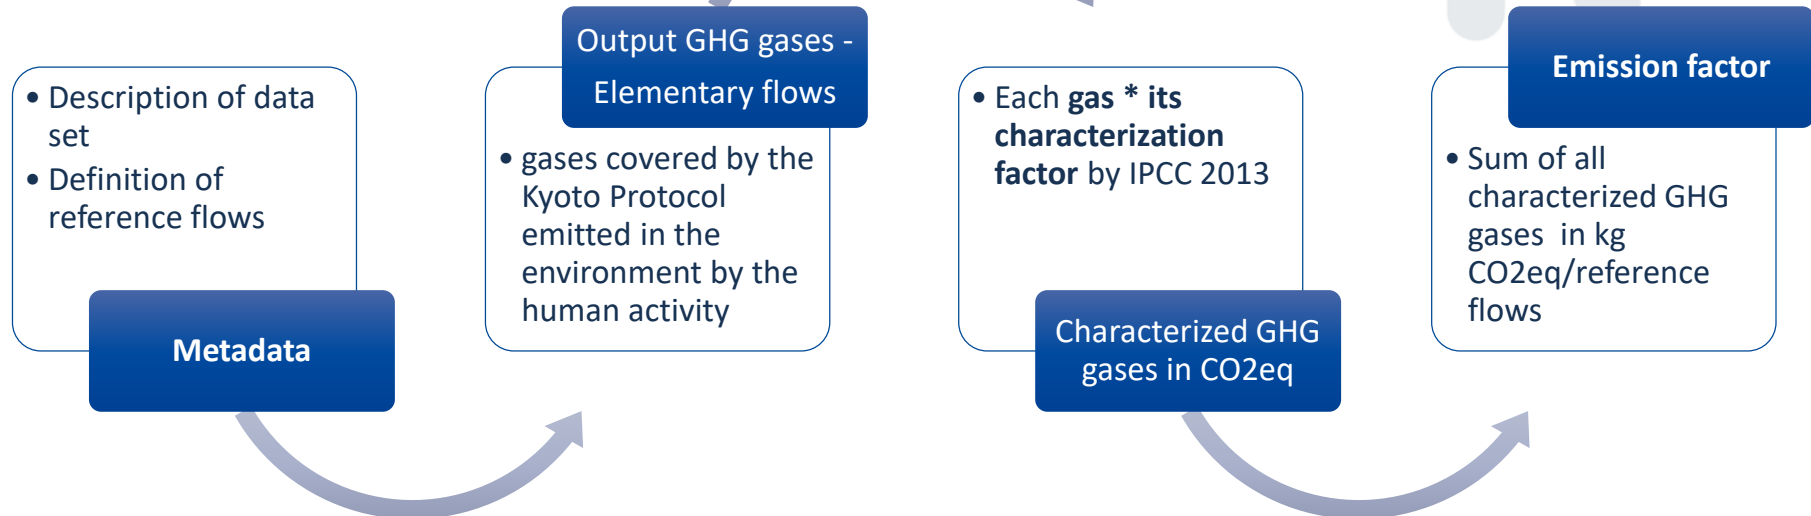 • Description of data
set
• Definition of
reference flows
Metadata
Output GHG gases -
Elementary flows
• gases covered by the
Kyoto Protocol
emitted in the
environment by the
human activity
• Each gas * its
characterization
factor by IPCC 2013
Characterized GHG
gases in CO2eq
Emission factor
• Sum of all
characterized GHG
gases  in kg
CO2eq/reference
flows